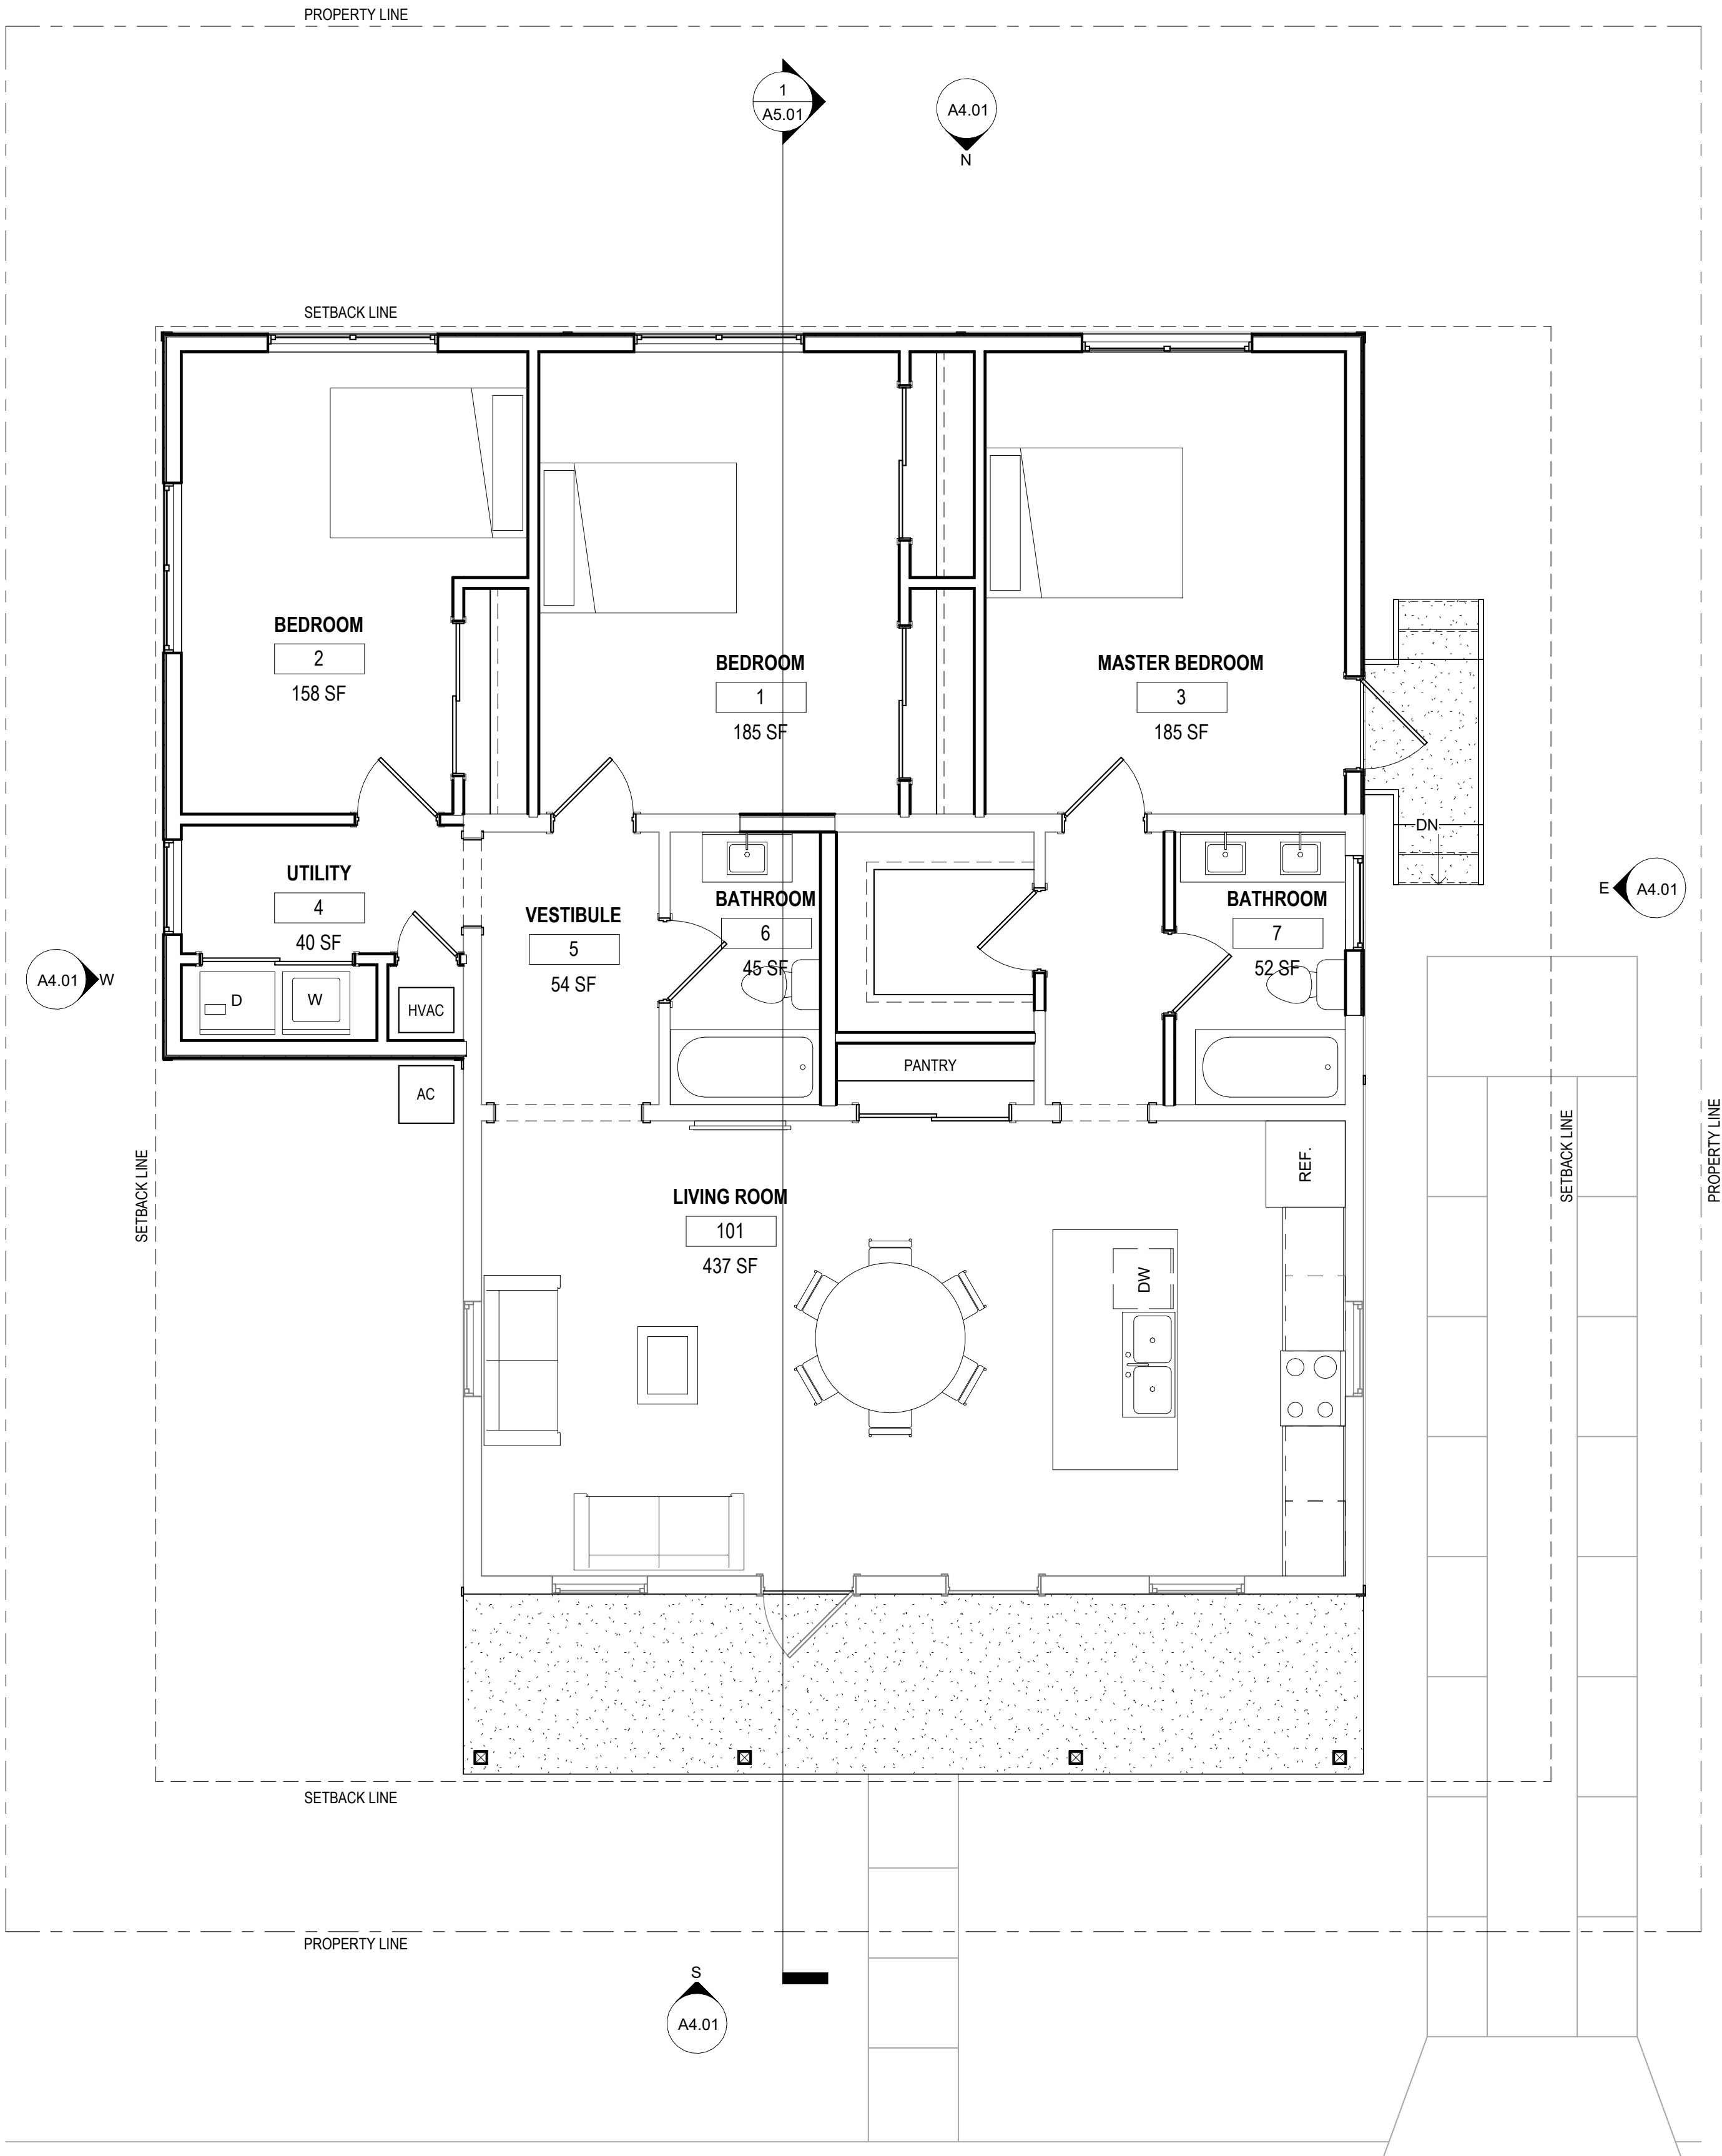 PROPERTY LINE
1
A5.01
A4.01
N
SETBACK LINE
BEDROOM
2
158 SF
BEDROOM
1
185 SF
MASTER BEDROOM
3
185 SF
DN
UTILITY
4
40 SF
VESTIBULE
5
54 SF
BATHROOM
6
45 SF
BATHROOM
7
52 SF
E
A4.01
A4.01
W
D
W
HVAC
AC
PANTRY
SETBACK LINE
SETBACK LINE
PROPERTY LINE
LIVING ROOM
101
437 SF
REF.
DW
SETBACK LINE
PROPERTY LINE
S
A4.01